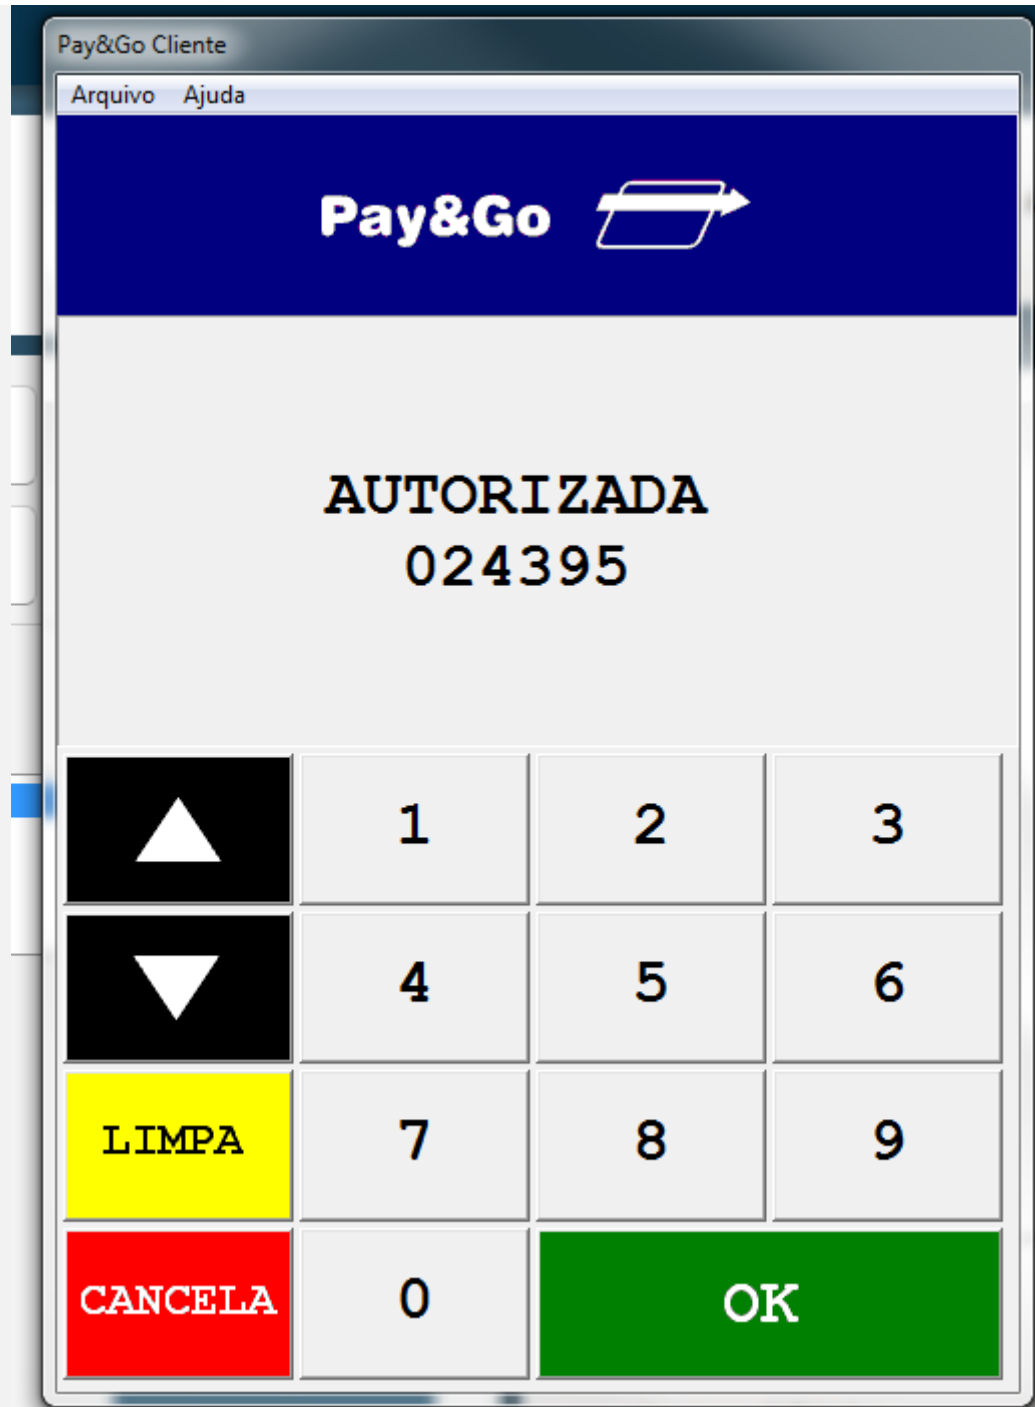 Pay&Go Cliente
Arquivo Ajuda
Pay&Go
AUTORIZADA
024395
1 2 3
4 5 6
LIMPA 7 8 9
CANCELA 0 OK